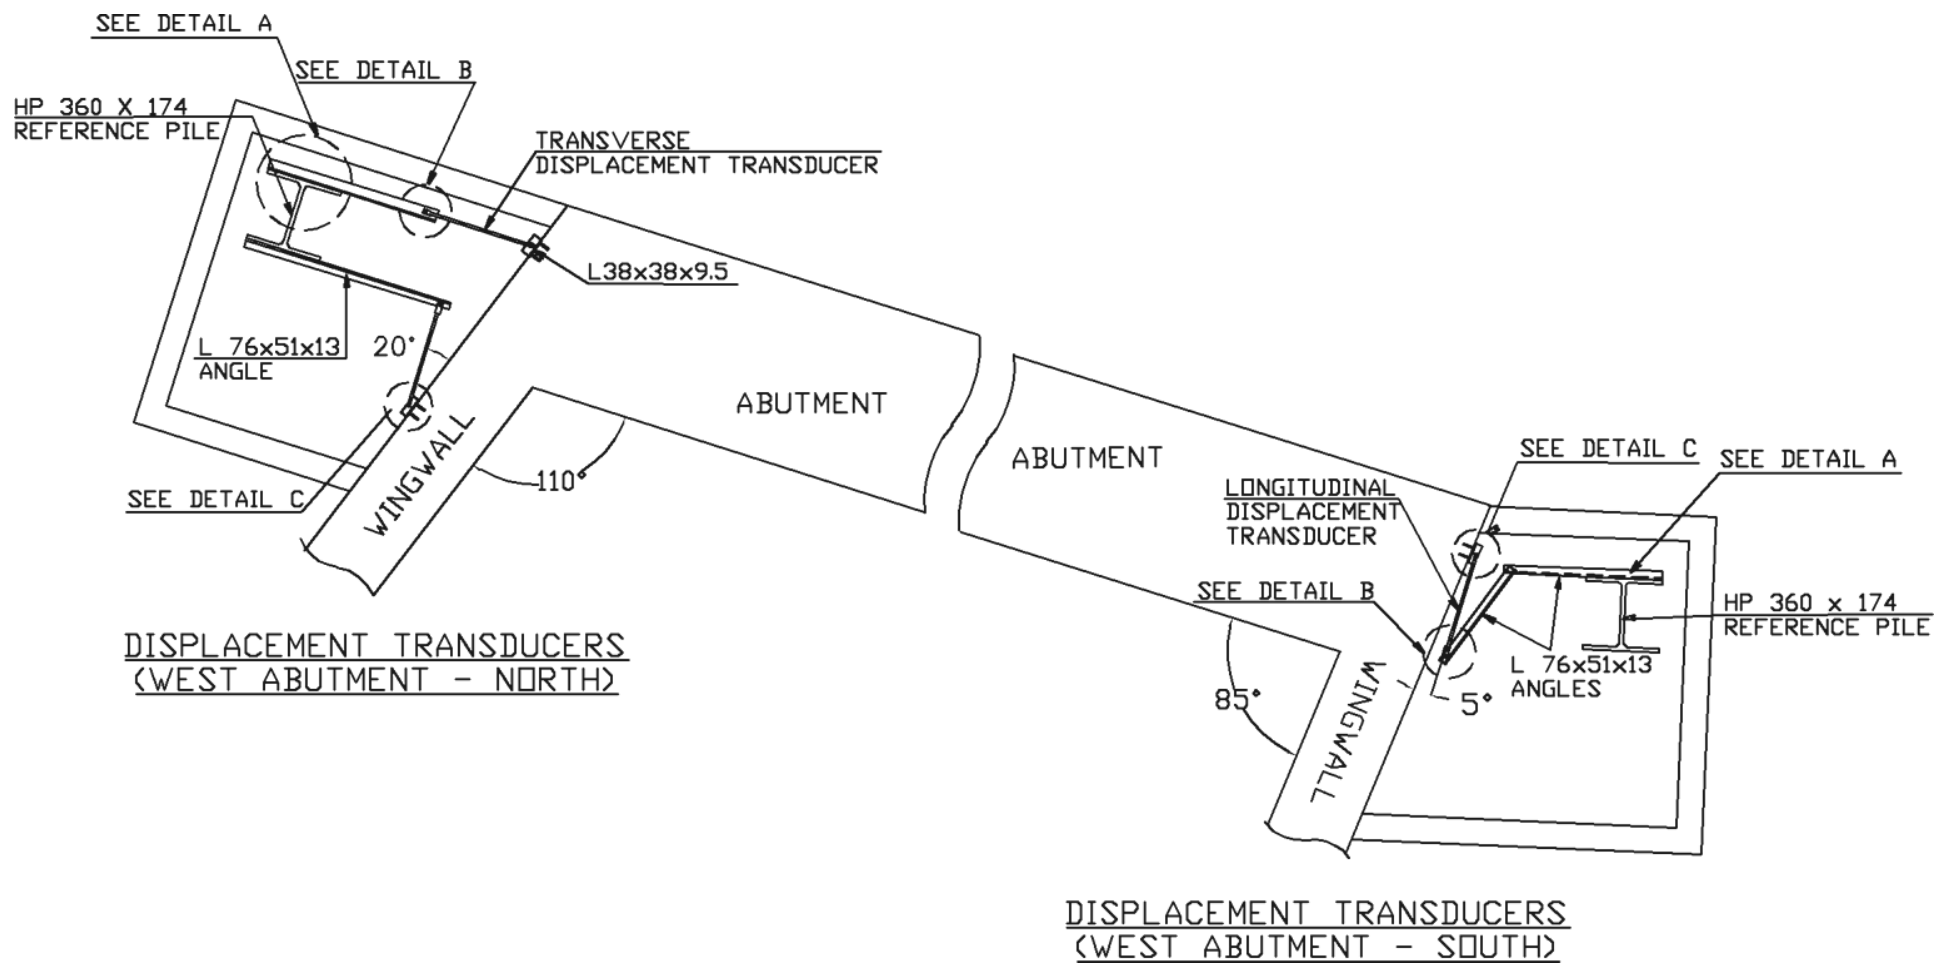 SEE DETAIL A
SEE DETAIL B
HP 360 X 174
REFERENCE PILE
TRANSVERSE
DISPLACEMENT TRANSDUCER
L38x38x9.5
L 76x51x13
ANGLE
20°
ABUTMENT
WINGWALL
110°
SEE DETAIL C
DISPLACEMENT TRANSDUCERS
(WEST ABUTMENT - NORTH)
ABUTMENT
SEE DETAIL C
SEE DETAIL A
LONGITUDINAL
DISPLACEMENT
TRANSDUCER
SEE DETAIL B
HP 360 x 174
REFERENCE PILE
L 76x51x13
ANGLES
85°
WINGWALL
5°
DISPLACEMENT TRANSDUCERS
(WEST ABUTMENT - SOUTH)